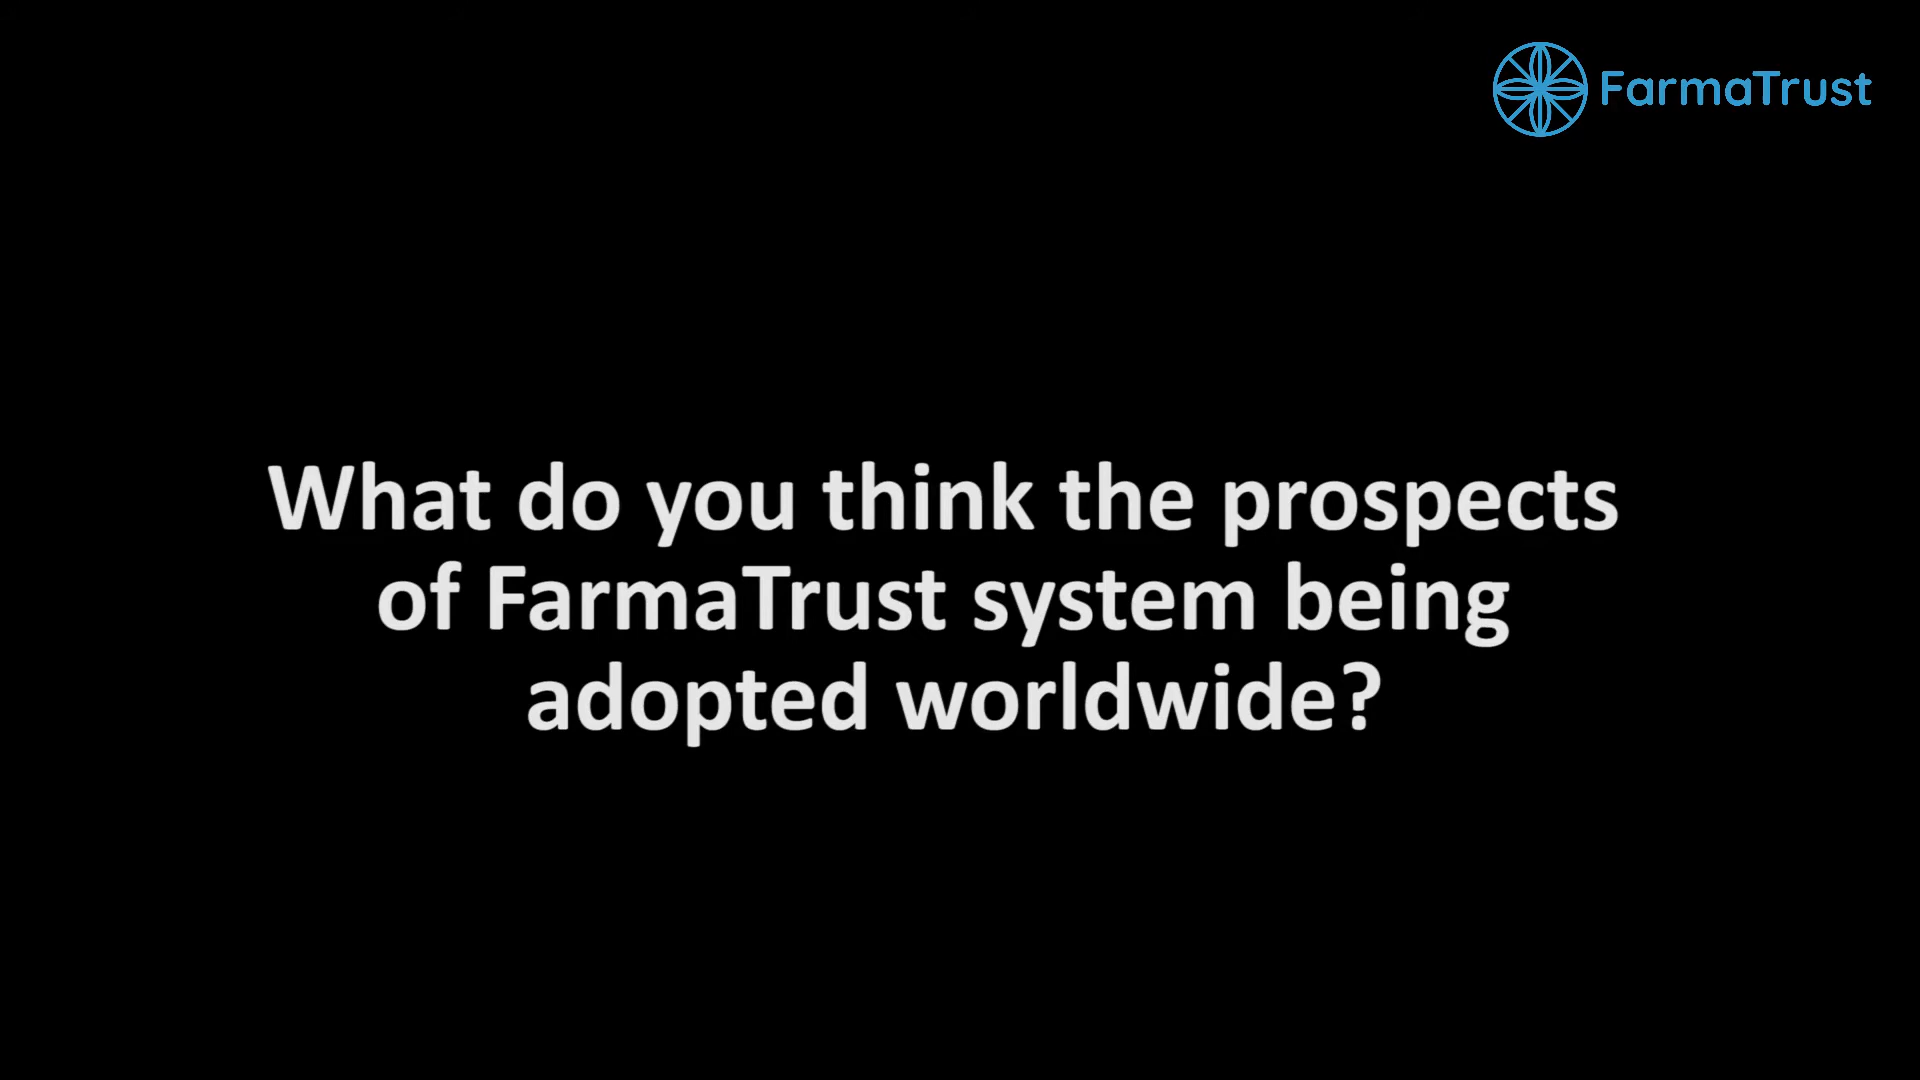 FarmaTrust
What do you think the prospects
of FarmaTrust system being
adopted worldwide?